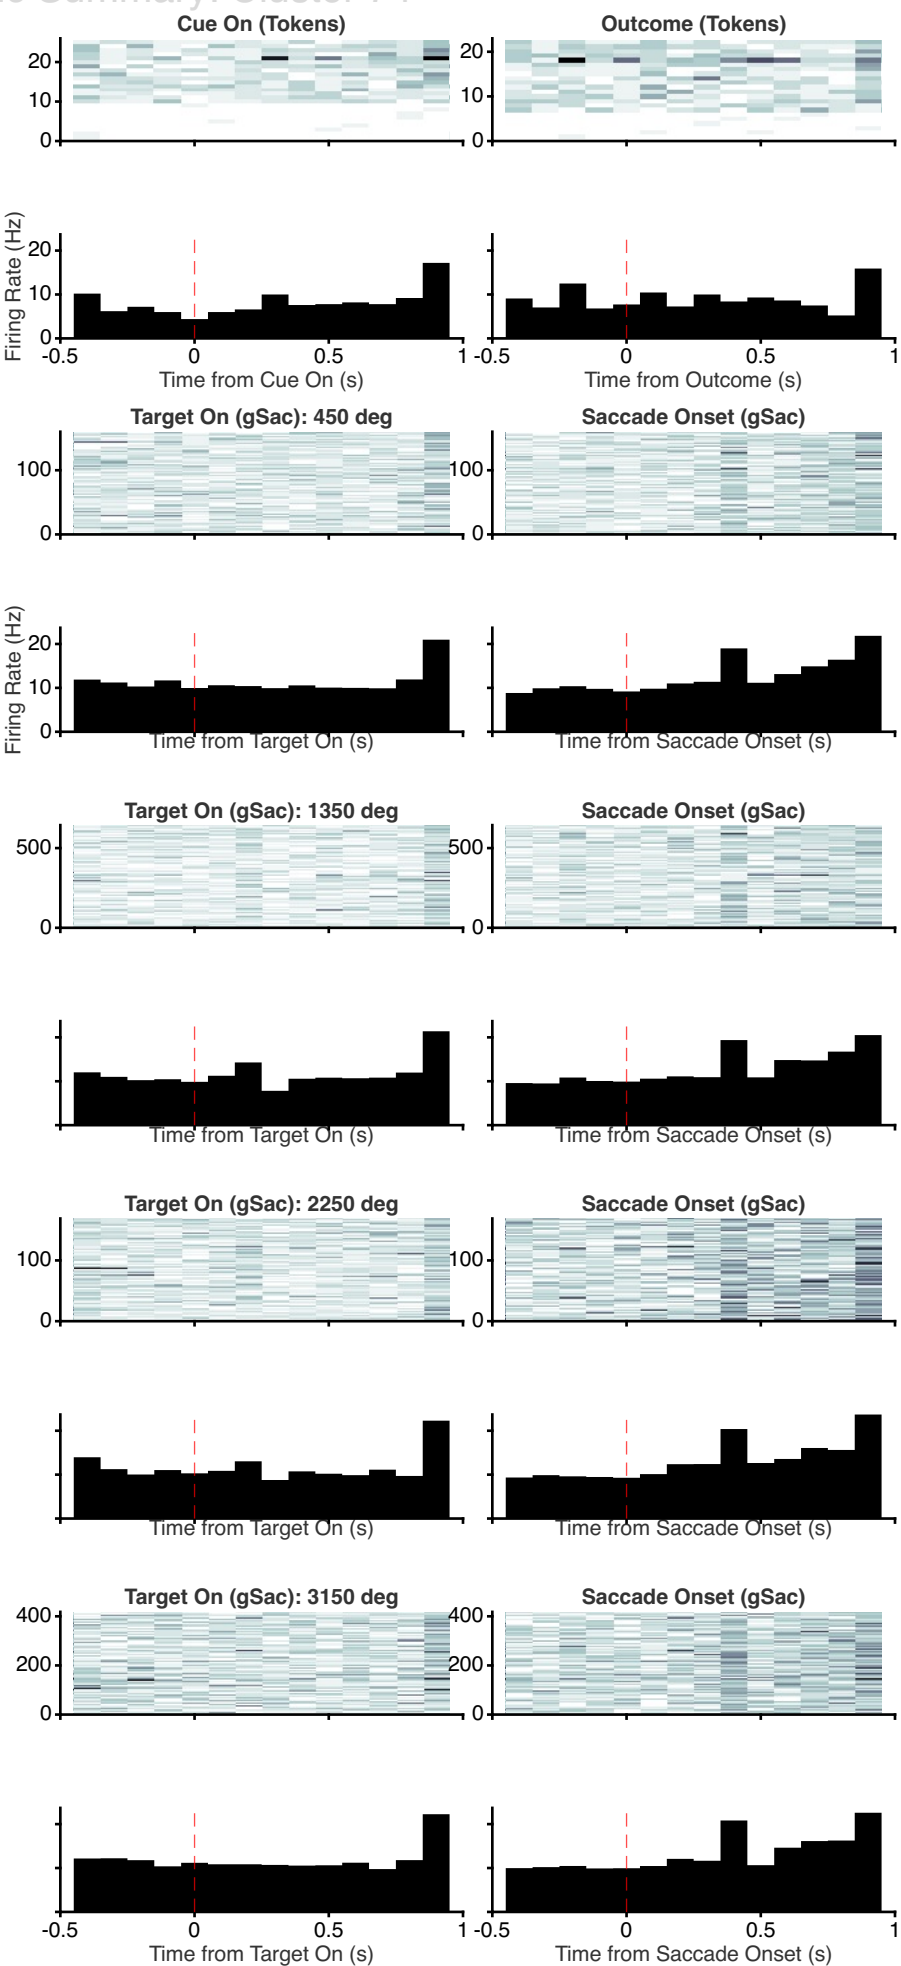 Summary: Cluster
Cue On (Tokens) Outcome (Tokens)
20 20
10 10
0 0
Firing Rate (Hz)
20
10
0
-0.5 0 0.5 1 -0.5 0 0.5 1
Time from Cue On (s) Time from Outcome (s)
Target On (gSac): 450 deg Saccade Onset (gSac)
100 100
0 0
Firing Rate (Hz)
20
10
0
Time from Target On (s) Time from Saccade Onset (s)
Target On (gSac): 1350 deg Saccade Onset (gSac)
500 500
0 0
Time from Target On (s) Time from Saccade Onset (s)
Target On (gSac): 2250 deg Saccade Onset (gSac)
100 100
0 0
Time from Target On (s) Time from Saccade Onset (s)
Target On (gSac): 3150 deg Saccade Onset (gSac)
400 400
200 200
0 0
-0.5 0 0.5 1 -0.5 0 0.5 1
Time from Target On (s) Time from Saccade Onset (s)